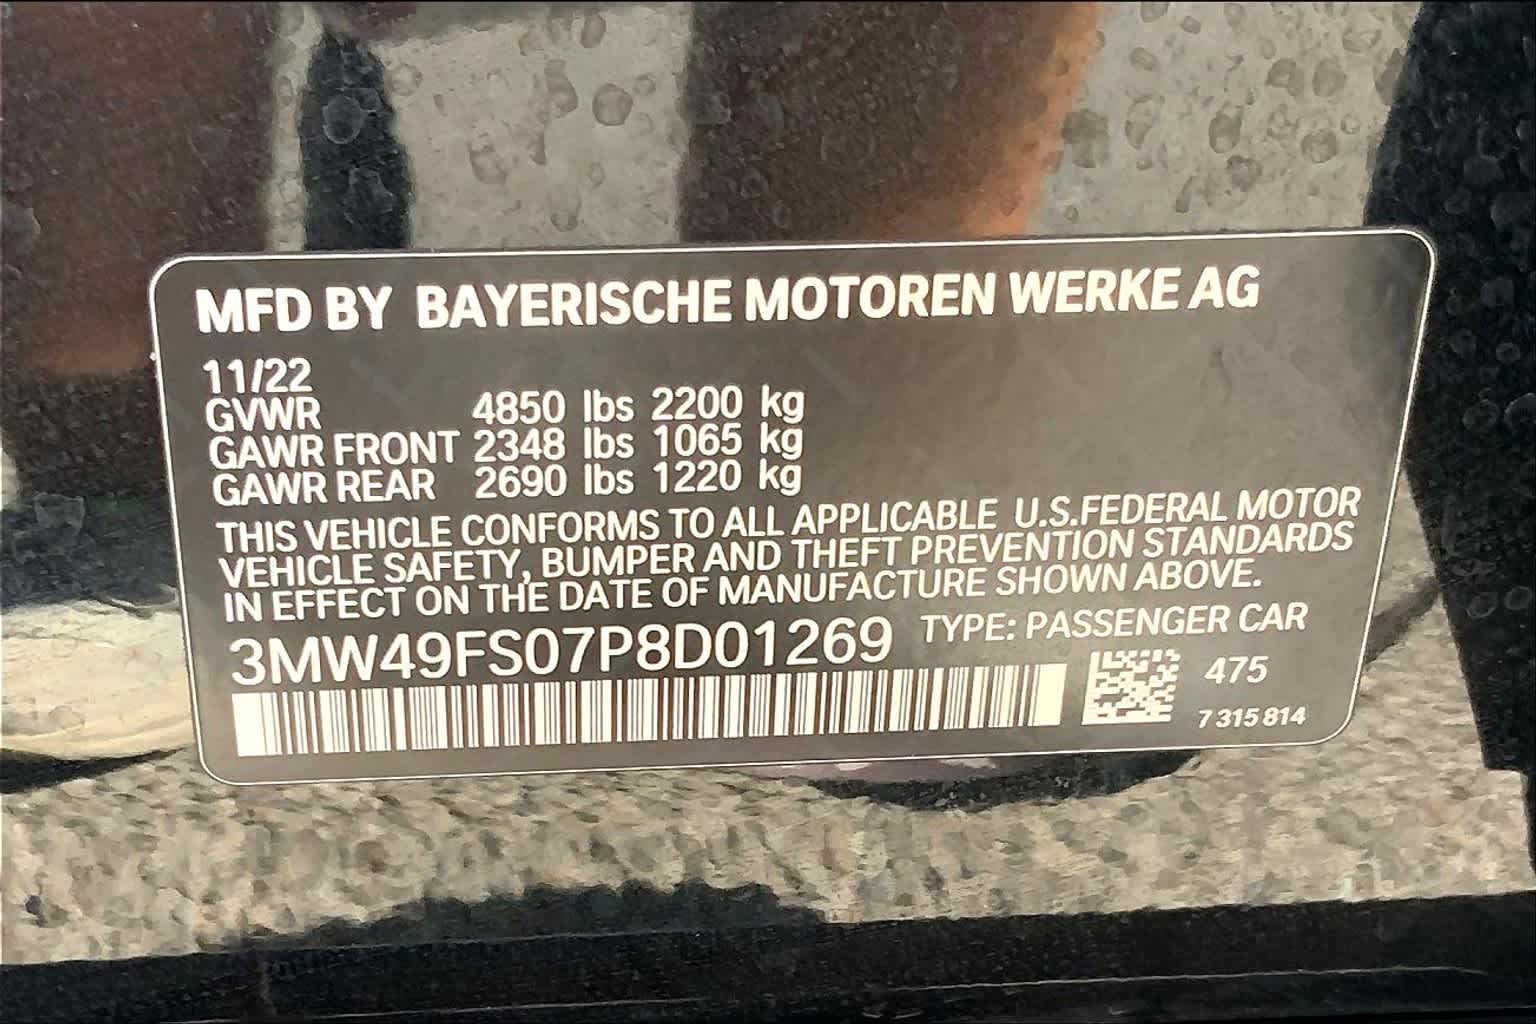 MFD BY BAYERISCHE MOTOREN WERKE AG
11/22
GVWR 4850 lbs 2200 kg
GAWR FRONT 2348 lbs 1065 kg
GAWR REAR 2690 lbs 1220 kg
THIS VEHICLE CONFORMS TO ALL APPLICABLE U.S.FEDERAL MOTOR
VEHICLE SAFETY, BUMPER AND THEFT PREVENTION STANDARDS
IN EFFECT ON THE DATE OF MANUFACTURE SHOWN ABOVE.
3MW49FS07P8D01269 TYPE: PASSENGER CAR
475
7 315 814